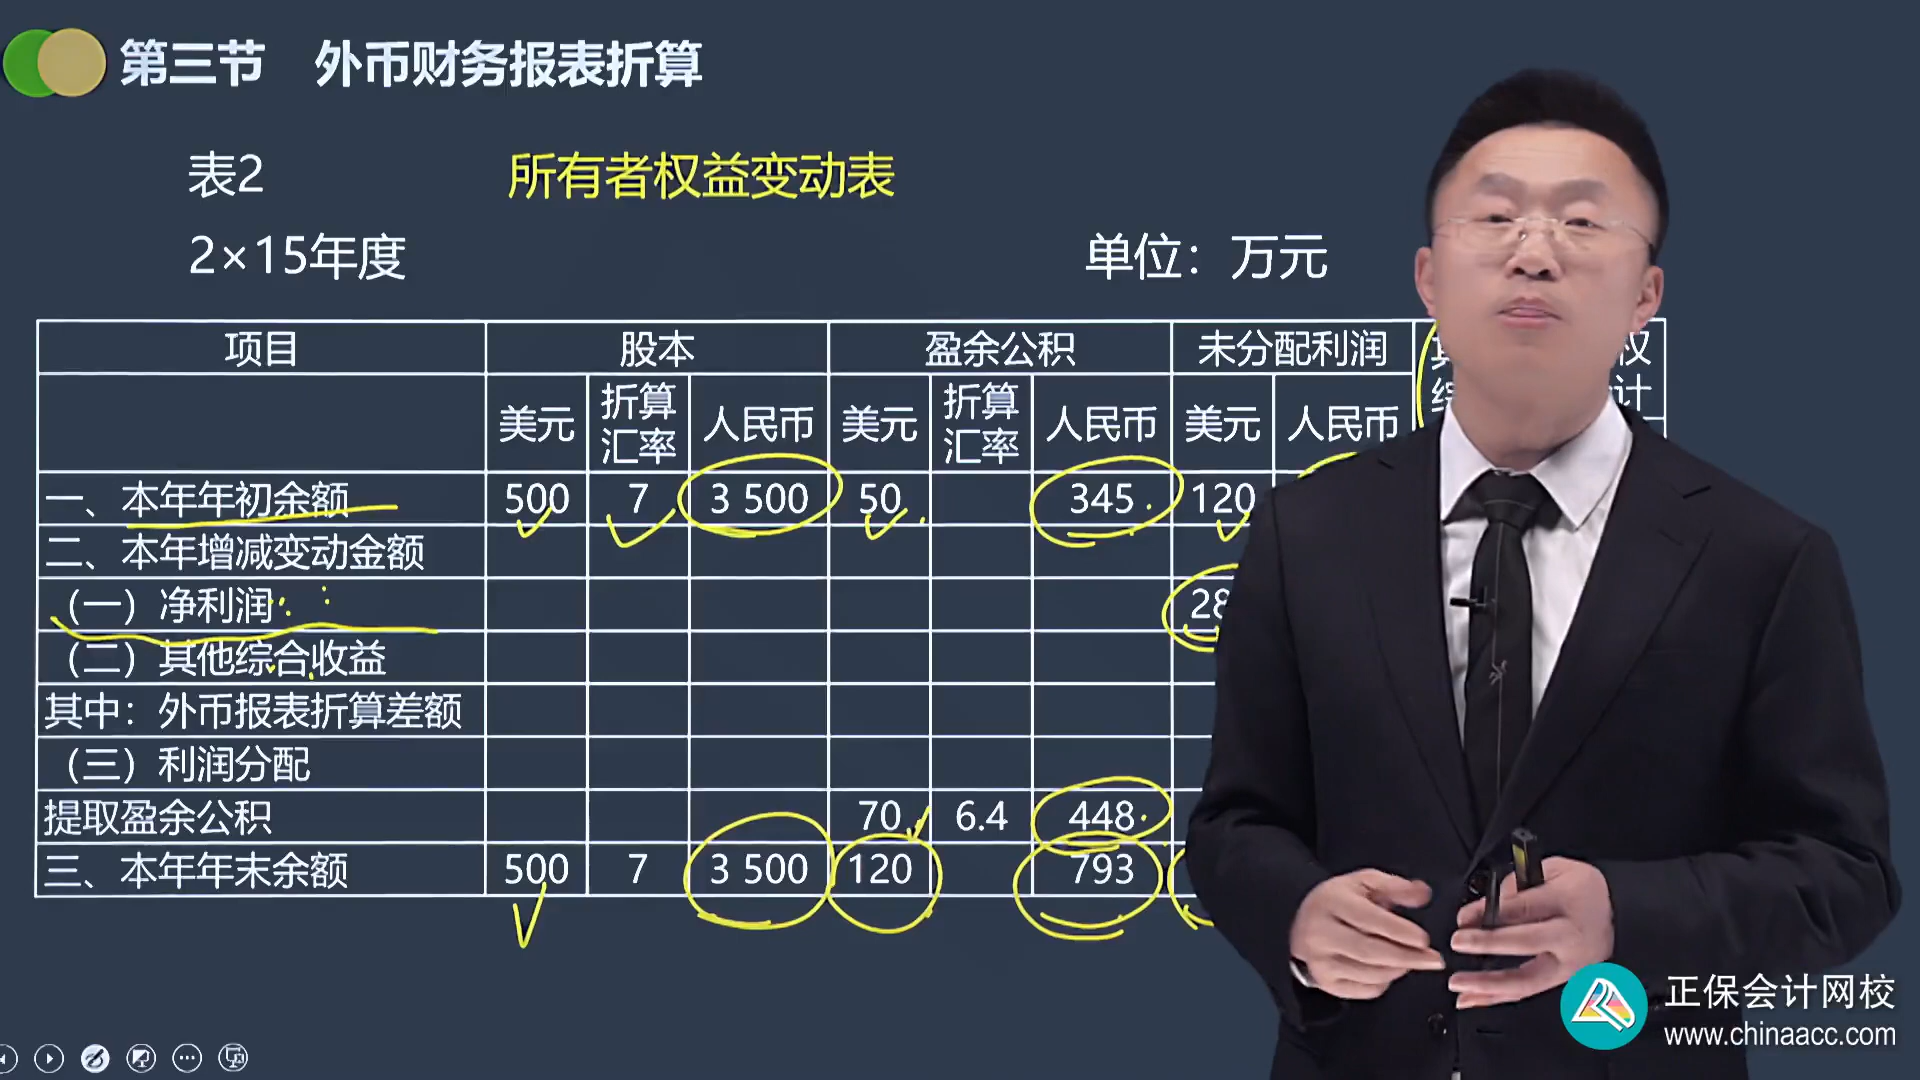 第三节 外币财务报表折算
表2 所有者权益变动表
2×15年度 单位：万元
项目 股本 盈余公积 未分配利润
美元 折算汇率 人民币 美元 折算汇率 人民币 美元 人民币
一、本年年初余额 500 7 3 500 50 345 120
二、本年增减变动金额
（一）净利润 28
（二）其他综合收益
其中：外币报表折算差额
（三）利润分配
提取盈余公积 70 6.4 448
三、本年年末余额 500 7 3 500 120 793
正保会计网校
www.chinaacc.com